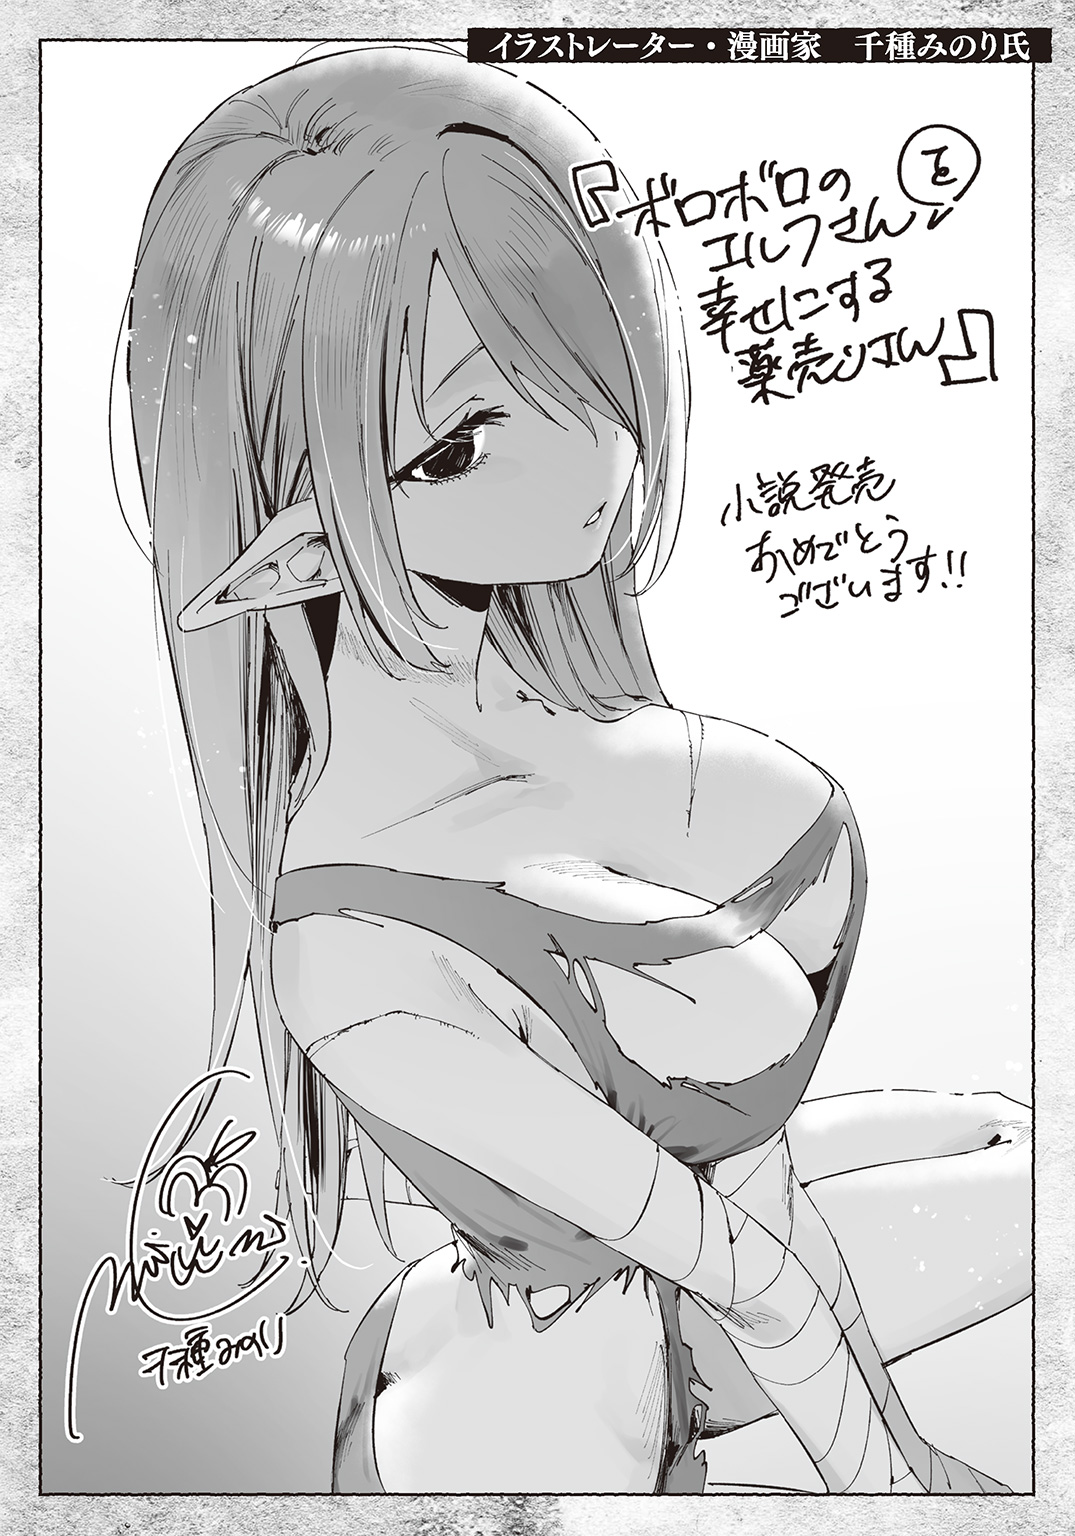 イラストレーター・漫画家　千種みのり氏
『ボロボロの
エルフさんを
幸せにする
薬売りさん』
小説発売
おめでとう
ございます!!
千種みのり